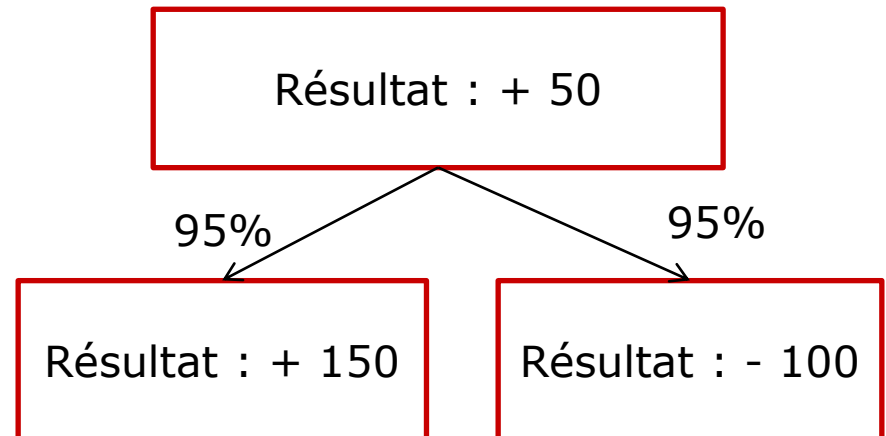 Résultat : + 50
95%
95%
Résultat : + 150
Résultat : - 100